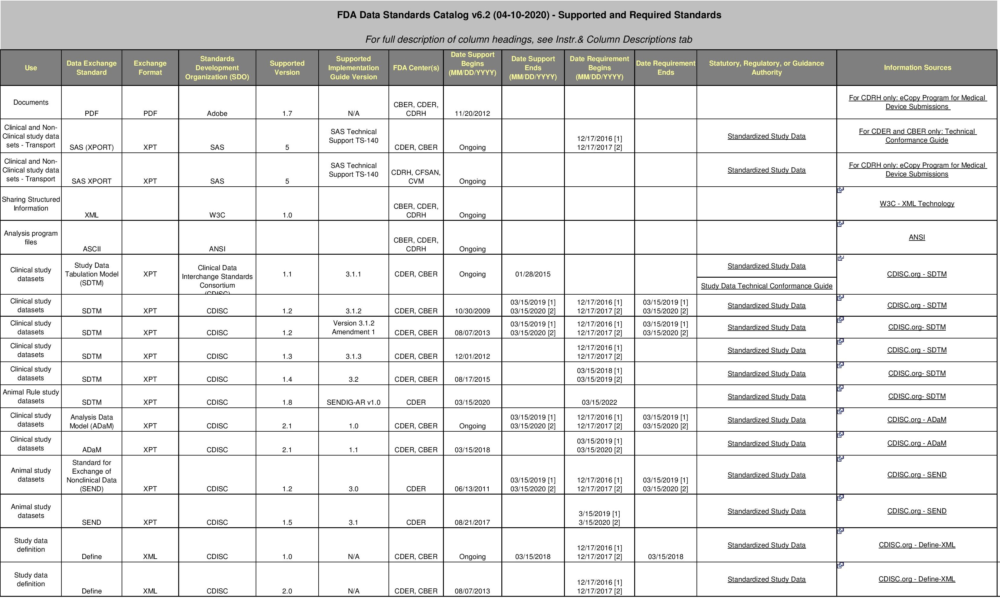 FDA Data Standards Catalog v6.2 (04-10-2020) - Supported and Required Standards
For full description of column headings, see Instr.& Column Descriptions tab
Use
Data Exchange
Standard
Exchange
Format
Standards
Development
Organization (SDO)
Supported
Version
Supported
Implementation
Guide Version
FDA Center(s)
Date Support
Begins
(MM/DD/YYYY)
Date Support
Ends
(MM/DD/YYYY)
Date Requirement
Begins
(MM/DD/YYYY)
Date Requirement
Ends
Statutory, Regulatory, or Guidance
Authority
Information Sources
Documents
PDF
PDF
Adobe
1.7
N/A
CBER, CDER,
CDRH
11/20/2012
For CDRH only: eCopy Program for Medical
Device Submissions
Clinical and Non-
Clinical study data
sets - Transport
SAS (XPORT)
XPT
SAS
5
SAS Technical
Support TS-140
CDER, CBER
Ongoing
12/17/2016 [1]
12/17/2017 [2]
Standardized Study Data
For CDER and CBER only: Technical
Conformance Guide
Clinical and Non-
Clinical study data
sets - Transport
SAS XPORT
XPT
SAS
5
SAS Technical
Support TS-140
CDRH, CFSAN,
CVM
Ongoing
Standardized Study Data
For CDRH only: eCopy Program for Medical
Device Submissions
Sharing Structured
Information
XML
W3C
1.0
CBER, CDER,
CDRH
Ongoing
W3C - XML Technology
Analysis program
files
ASCII
ANSI
CBER, CDER,
CDRH
Ongoing
ANSI
Clinical study
datasets
Study Data
Tabulation Model
(SDTM)
XPT
Clinical Data
Interchange Standards
Consortium
(CDISC)
1.1
3.1.1
CDER, CBER
Ongoing
01/28/2015
Standardized Study Data
Study Data Technical Conformance Guide
CDISC.org - SDTM
Clinical study
datasets
SDTM
XPT
CDISC
1.2
3.1.2
CDER, CBER
10/30/2009
03/15/2019 [1]
03/15/2020 [2]
12/17/2016 [1]
12/17/2017 [2]
03/15/2019 [1]
03/15/2020 [2]
Standardized Study Data
CDISC.org - SDTM
Clinical study
datasets
SDTM
XPT
CDISC
1.2
Version 3.1.2
Amendment 1
CDER, CBER
08/07/2013
03/15/2019 [1]
03/15/2020 [2]
12/17/2016 [1]
12/17/2017 [2]
03/15/2019 [1]
03/15/2020 [2]
Standardized Study Data
CDISC.org- SDTM
Clinical study
datasets
SDTM
XPT
CDISC
1.3
3.1.3
CDER, CBER
12/01/2012
12/17/2016 [1]
12/17/2017 [2]
Standardized Study Data
CDISC.org - SDTM
Clinical study
datasets
SDTM
XPT
CDISC
1.4
3.2
CDER, CBER
08/17/2015
03/15/2018 [1]
03/15/2019 [2]
Standardized Study Data
CDISC.org- SDTM
Animal Rule study
datasets
SDTM
XPT
CDISC
1.8
SENDIG-AR v1.0
CDER
03/15/2020
03/15/2022
Standardized Study Data
CDISC.org- SDTM
Clinical study
datasets
Analysis Data
Model (ADaM)
XPT
CDISC
2.1
1.0
CDER, CBER
Ongoing
03/15/2019 [1]
03/15/2020 [2]
12/17/2016 [1]
12/17/2017 [2]
03/15/2019 [1]
03/15/2020 [2]
Standardized Study Data
CDISC.org - ADaM
Clinical study
datasets
ADaM
XPT
CDISC
2.1
1.1
CDER, CBER
03/15/2018
03/15/2019 [1]
03/15/2020 [2]
Standardized Study Data
CDISC.org - ADaM
Animal study
datasets
Standard for
Exchange of
Nonclinical Data
(SEND)
XPT
CDISC
1.2
3.0
CDER
06/13/2011
03/15/2019 [1]
03/15/2020 [2]
12/17/2016 [1]
12/17/2017 [2]
03/15/2019 [1]
03/15/2020 [2]
Standardized Study Data
CDISC.org - SEND
Animal study
datasets
SEND
XPT
CDISC
1.5
3.1
CDER
08/21/2017
3/15/2019 [1]
3/15/2020 [2]
Standardized Study Data
CDISC.org - SEND
Study data
definition
Define
XML
CDISC
1.0
N/A
CDER, CBER
Ongoing
03/15/2018
12/17/2016 [1]
12/17/2017 [2]
03/15/2018
Standardized Study Data
CDISC.org - Define-XML
Study data
definition
Define
XML
CDISC
2.0
N/A
CDER, CBER
08/07/2013
12/17/2016 [1]
12/17/2017 [2]
Standardized Study Data
CDISC.org - Define-XML